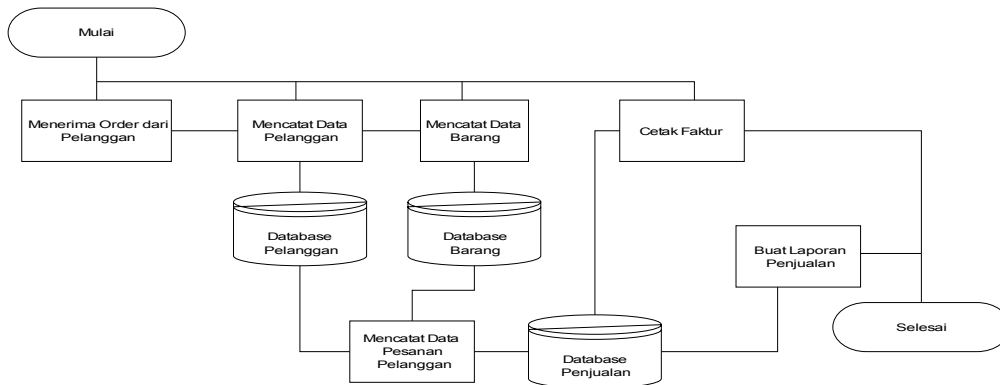 Mulai
Menerima Order dari
Pelanggan
Mencatat Data
Pelanggan
Mencatat Data
Barang
Cetak Faktur
Database
Pelanggan
Database
Barang
Buat Laporan
Penjualan
Selesai
Mencatat Data
Pesanan
Pelanggan
Database
Penjualan